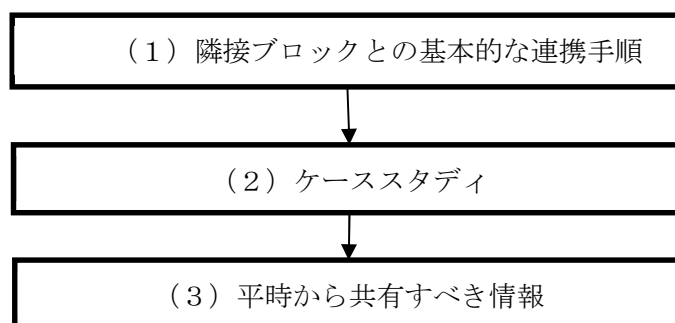 （１）隣接ブロックとの基本的な連携手順
（２）ケーススタディ
（３）平時から共有すべき情報